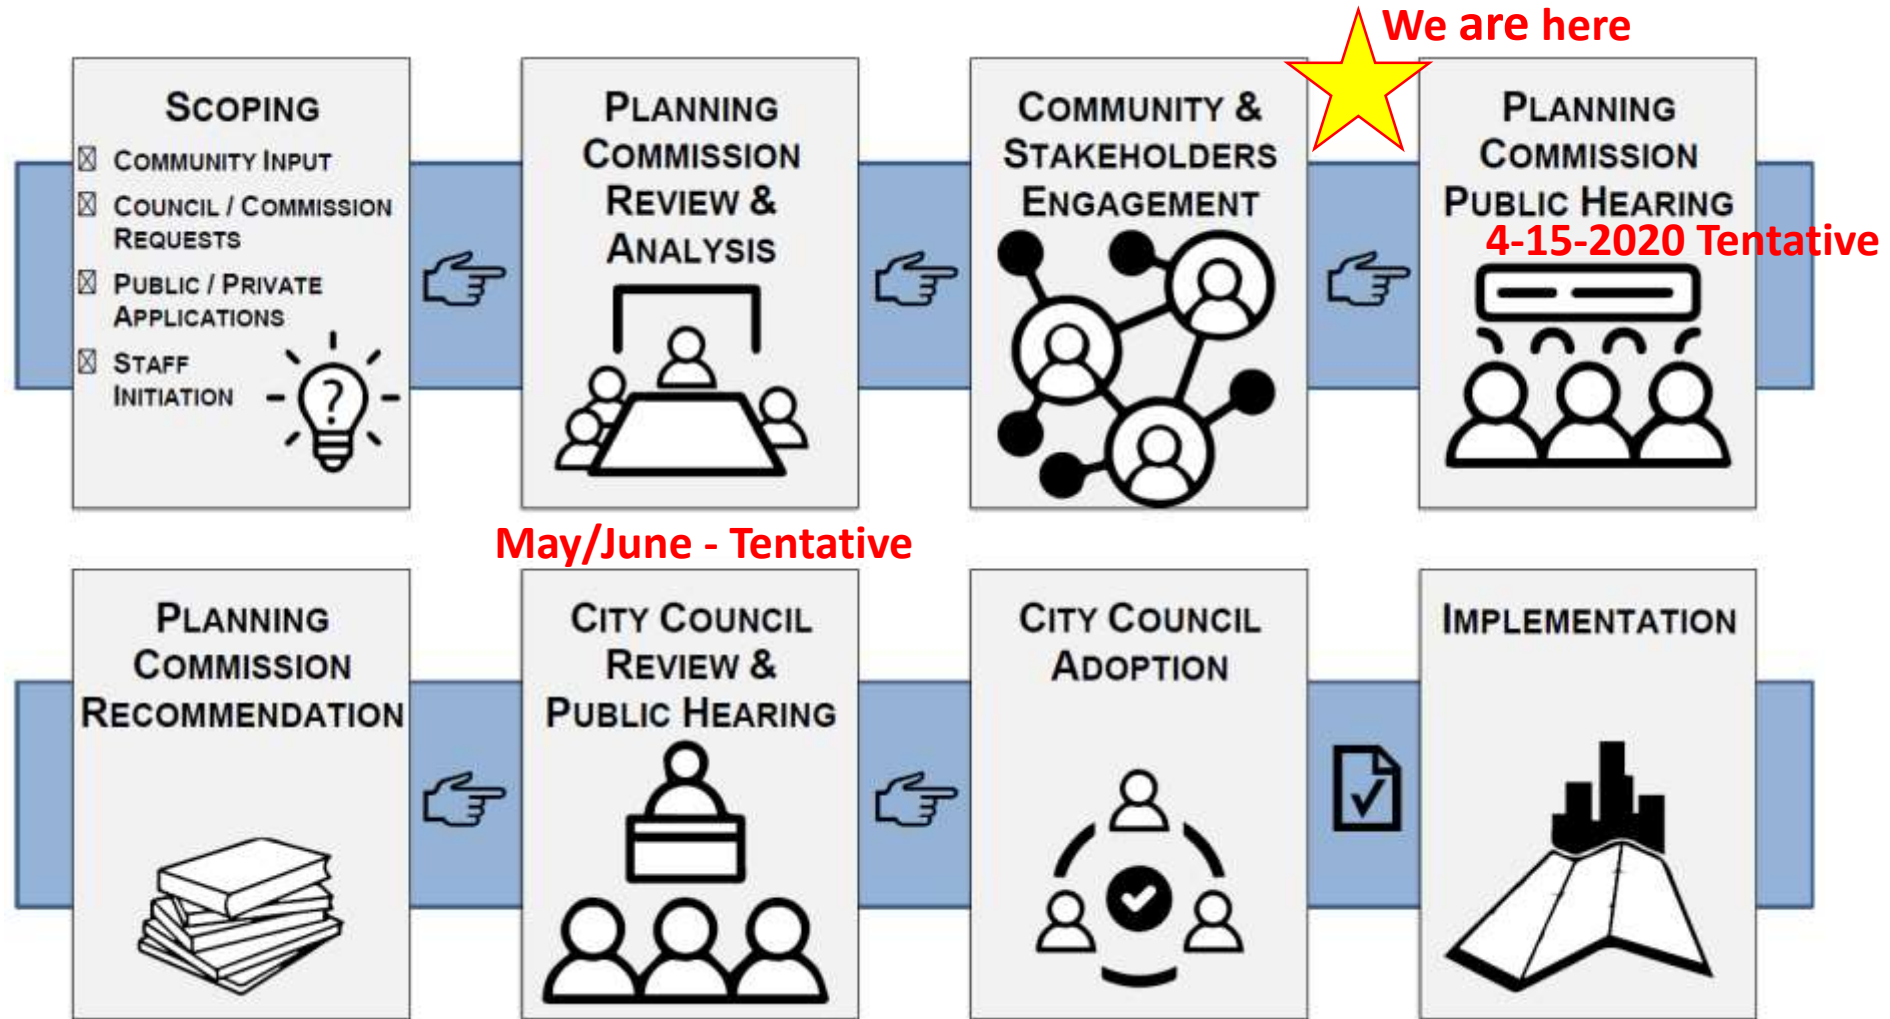 We are here
SCOPING
☒ COMMUNITY INPUT
☒ COUNCIL / COMMISSION
REQUESTS
☒ PUBLIC / PRIVATE
APPLICATIONS
☒ STAFF
INITIATION
?
PLANNING
COMMISSION
REVIEW &
ANALYSIS
COMMUNITY &
STAKEHOLDERS
ENGAGEMENT
PLANNING
COMMISSION
PUBLIC HEARING
4-15-2020 Tentative
May/June - Tentative
PLANNING
COMMISSION
RECOMMENDATION
CITY COUNCIL
REVIEW &
PUBLIC HEARING
CITY COUNCIL
ADOPTION
IMPLEMENTATION